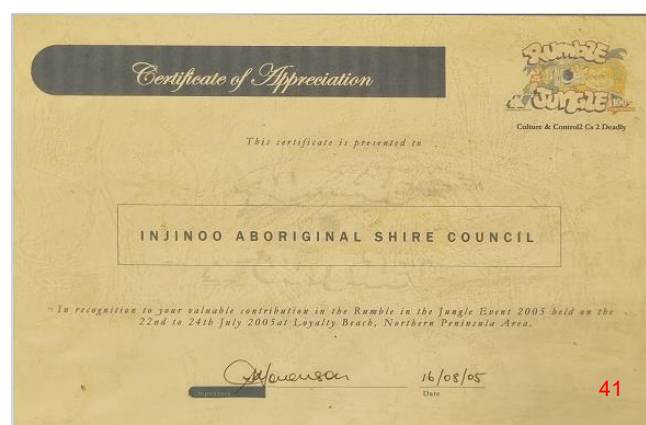 Certificate of Appreciation
RUMBLE
JUNGLE
Culture & Control2 Cs 2 Deadly
This certificate is presented to
INJINOO ABORIGINAL SHIRE COUNCIL
In recognition to your valuable contribution in the Rumble in the Jungle Event 2005 held on the
22nd to 24th July 2005at Loyalty Beach, Northern Peninsula Area.
16/08/05
Signature
Date
41